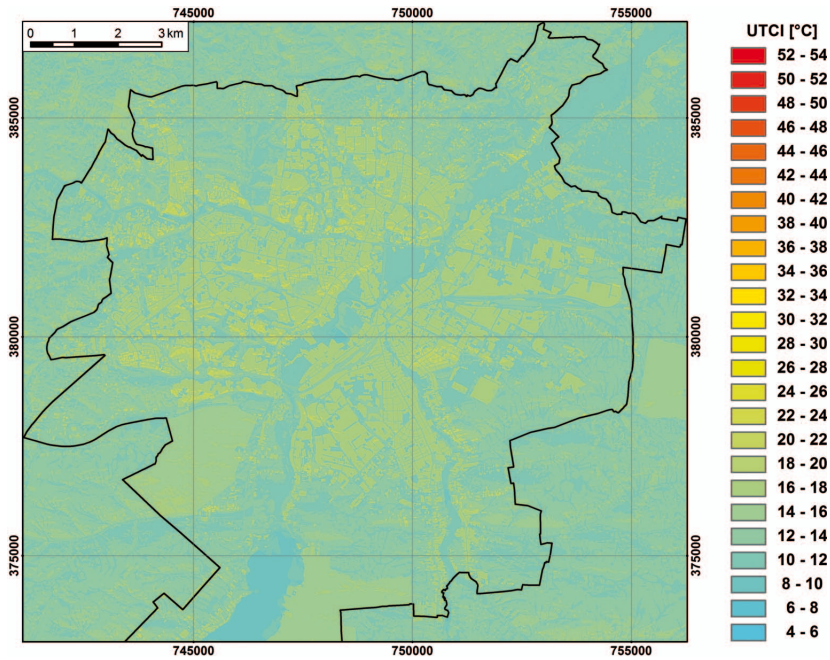 0 1 2 3 km
745000 750000 755000
385000 385000
380000 380000
375000 375000
745000 750000 755000
UTCI [°C]
52 - 54
50 - 52
48 - 50
46 - 48
44 - 46
42 - 44
40 - 42
38 - 40
36 - 38
34 - 36
32 - 34
30 - 32
28 - 30
26 - 28
24 - 26
22 - 24
20 - 22
18 - 20
16 - 18
14 - 16
12 - 14
10 - 12
8 - 10
6 - 8
4 - 6